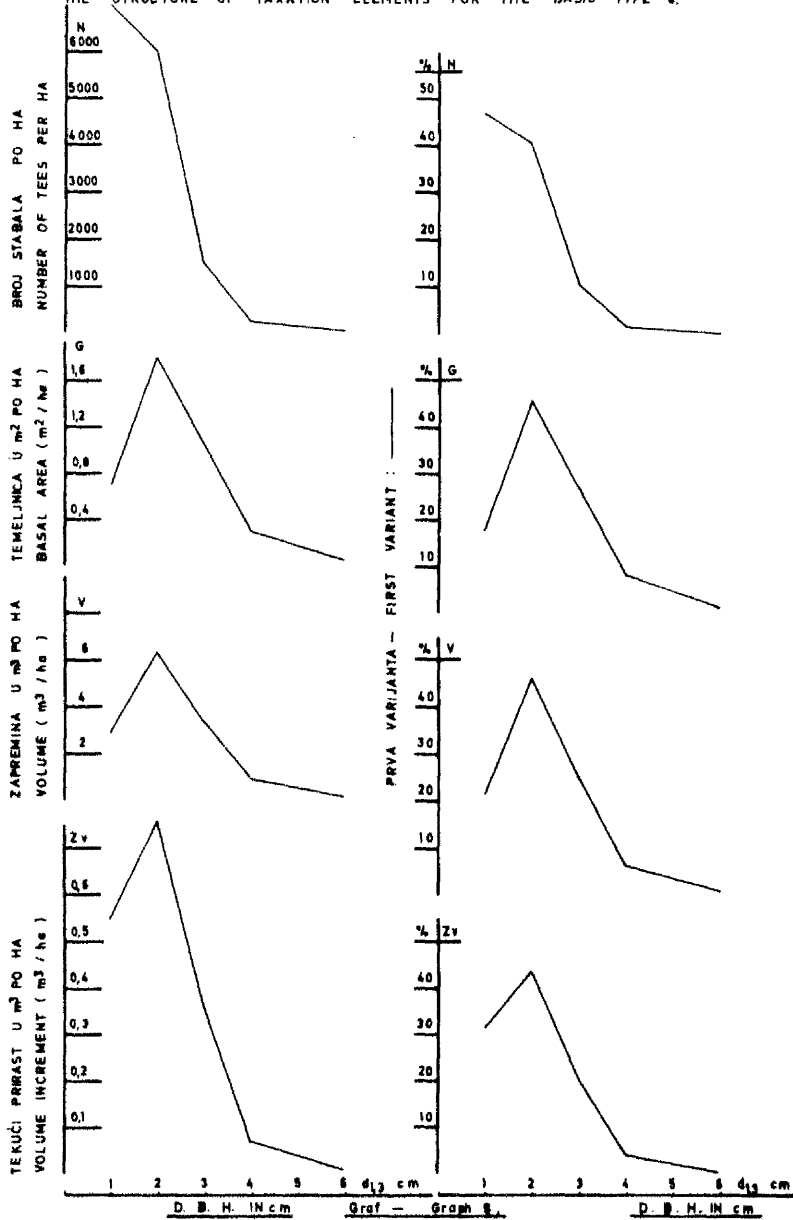 THE STRUCTURE OF TAXATION ELEMENTS FOR THE BASIC TYPE
BROJ STABALA PO HA
NUMBER OF TEES PER HA
N
6000
5000
4000
3000
2000
1000
% N
50
40
30
20
10
TEMELJNICA U m² PO HA
BASAL AREA ( m² / ha )
G
1,6
1,2
0,8
0,4
% G
40
30
20
10
PRVA VARIJANTA — FIRST VARIANT :
ZAPREMINA U m³ PO HA
VOLUME ( m³ / ha )
V
6
4
2
% V
40
30
20
10
TEKUĆI PRIRAST U m³ PO HA
VOLUME INCREMENT ( m³ / ha )
Zv
0,6
0,5
0,4
0,3
0,2
0,1
% Zv
40
30
20
10
1 2 3 4 5 6 d1,3 cm
1 2 3 4 5 6 d1,3 cm
D. B. H. IN cm Graf — Graph D. B. H. IN cm